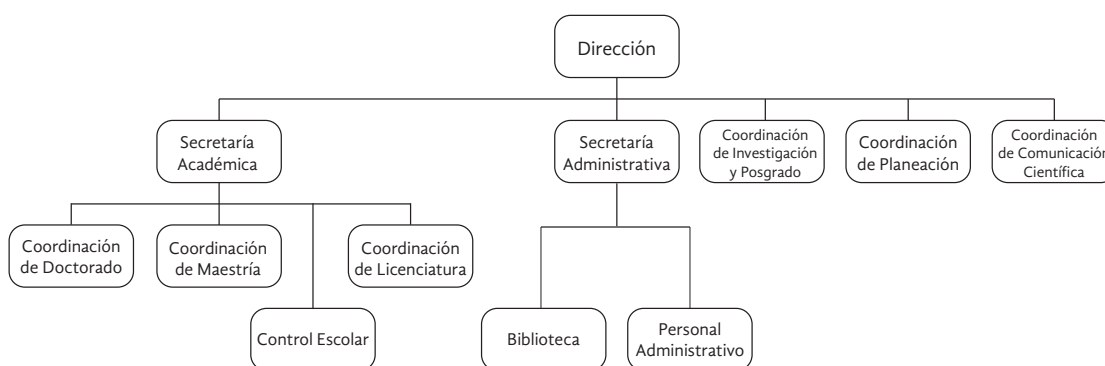 Dirección
Secretaría
Académica
Secretaría
Administrativa
Coordinación
de Investigación
y Posgrado
Coordinación
de Planeación
Coordinación
de Comunicación
Científica
Coordinación
de Doctorado
Coordinación
de Maestría
Coordinación
de Licenciatura
Control Escolar
Biblioteca
Personal
Administrativo